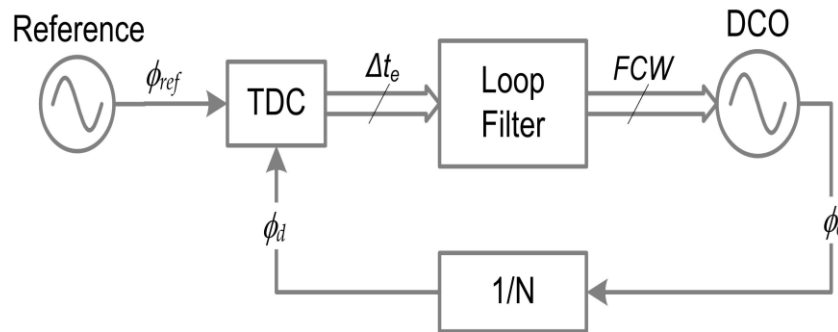 Reference
ϕref
TDC
Δte
Loop
Filter
FCW
DCO
ϕd
1/N